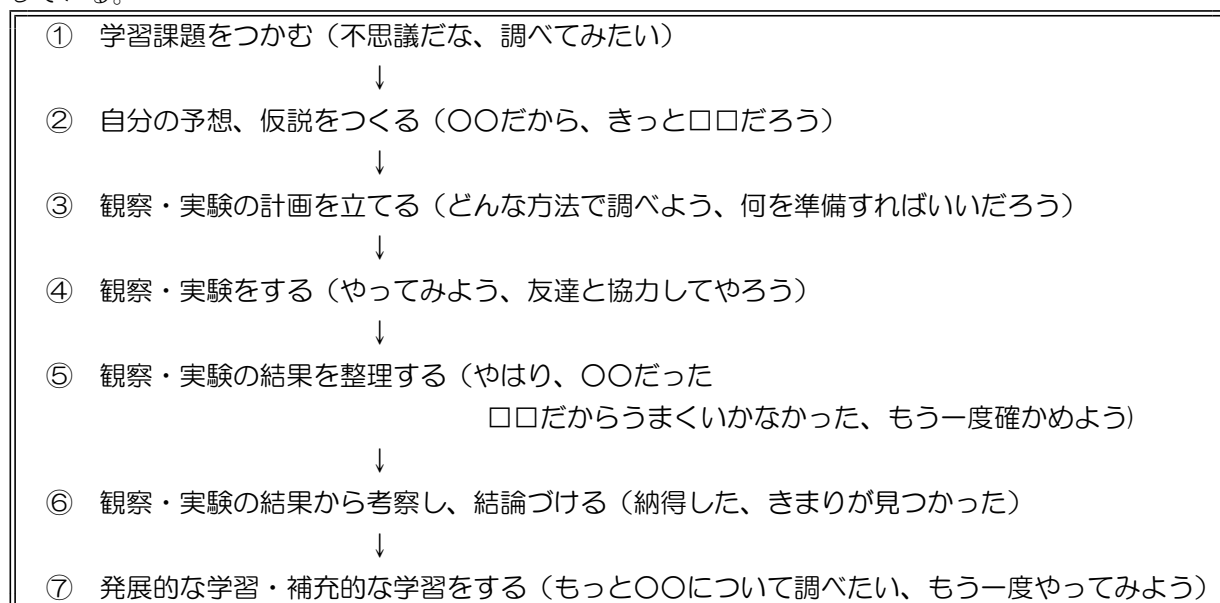 している。
① 学習課題をつかむ（不思議だな、調べてみたい）
↓
② 自分の予想、仮説をつくる（〇〇だから、きっと□□だろう）
↓
③ 観察・実験の計画を立てる（どんな方法で調べよう、何を準備すればいいだろう）
↓
④ 観察・実験をする（やってみよう、友達と協力してやろう）
↓
⑤ 観察・実験の結果を整理する（やはり、〇〇だった
□□だからうまくいかなかった、もう一度確かめよう)
↓
⑥ 観察・実験の結果から考察し、結論づける（納得した、きまりが見つかった）
↓
⑦ 発展的な学習・補充的な学習をする（もっと〇〇について調べたい、もう一度やってみよう）